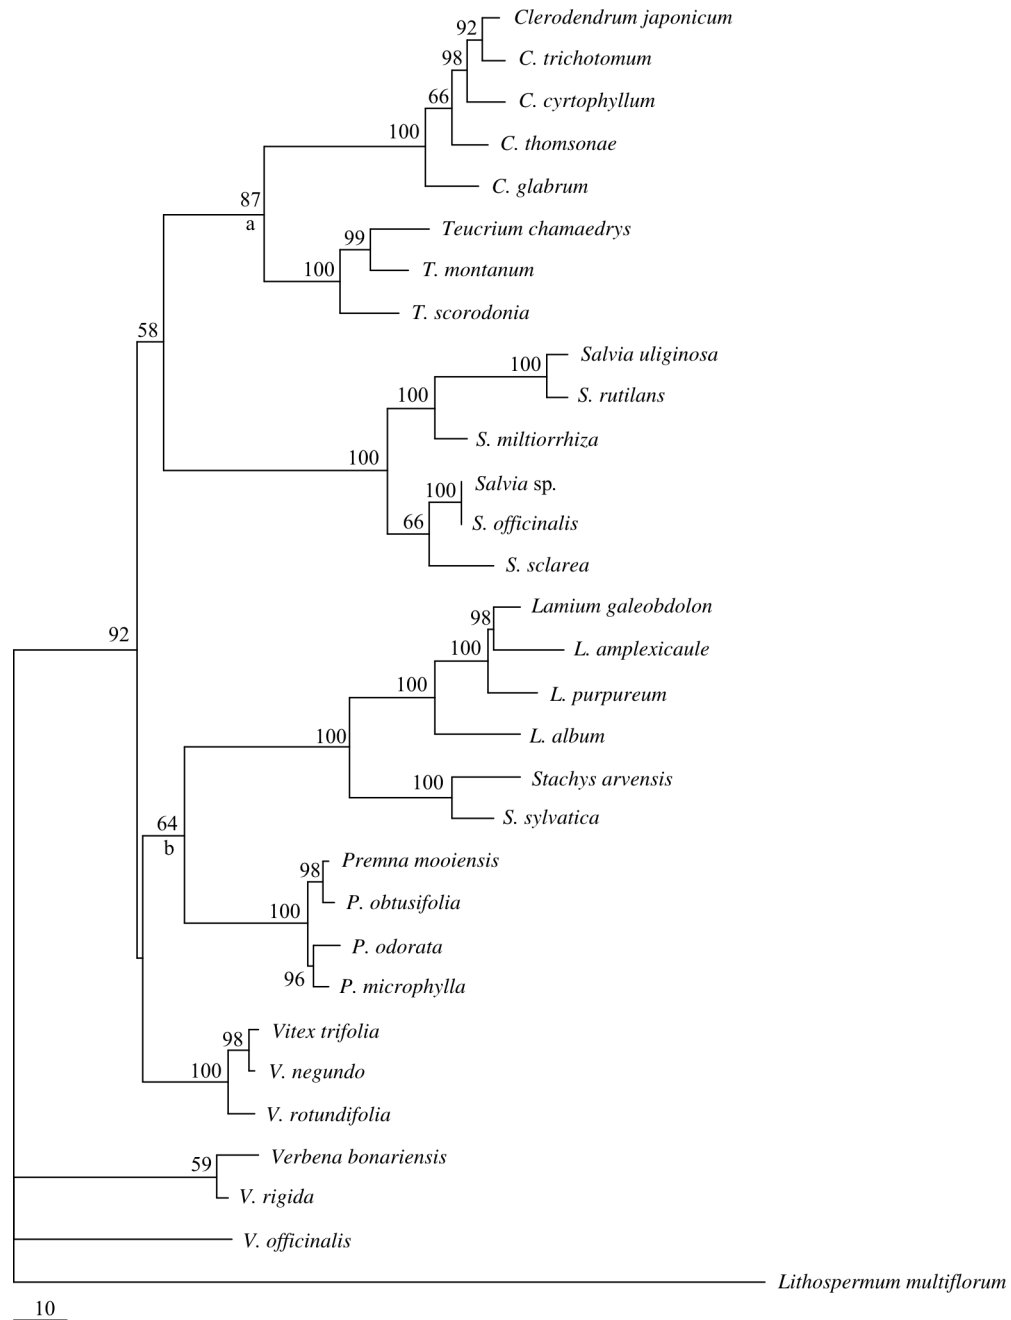 Clerodendrum japonicum
92
C. trichotomum
98
C. cyrtophyllum
66
100
C. thomsonae
C. glabrum
87
a
Teucrium chamaedrys
99
100
T. montanum
T. scorodonia
58
Salvia uliginosa
100
100
S. rutilans
S. miltiorrhiza
100
Salvia sp.
100
66
S. officinalis
S. sclarea
92
Lamium galeobdolon
98
100
L. amplexicaule
100
L. purpureum
100
L. album
100
Stachys arvensis
S. sylvatica
64
b
Premna mooiensis
98
P. obtusifolia
100
P. odorata
96
P. microphylla
Vitex trifolia
98
100
V. negundo
V. rotundifolia
Verbena bonariensis
59
V. rigida
V. officinalis
Lithospermum multiflorum
10